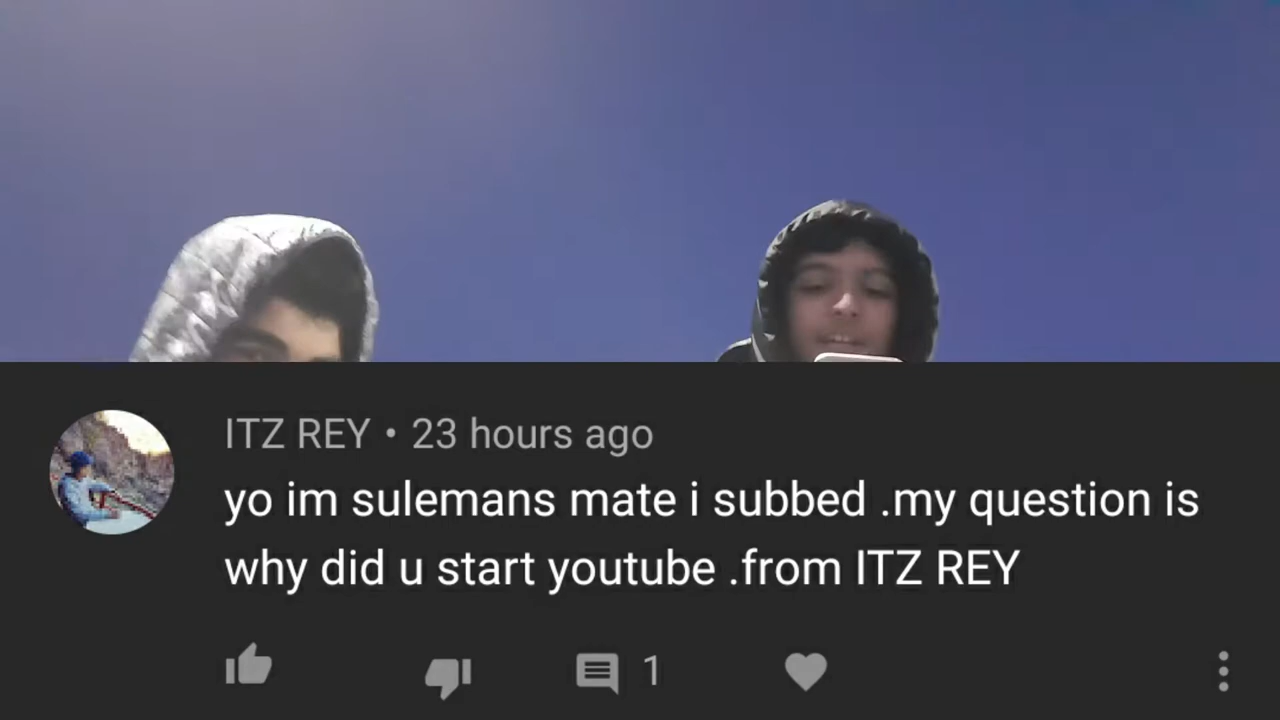 ITZ REY • 23 hours ago
yo im sulemans mate i subbed .my question is
why did u start youtube .from ITZ REY
1